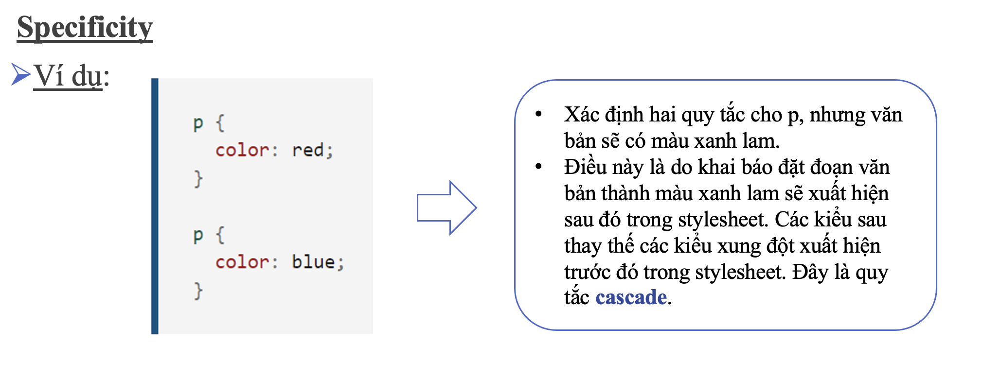 Specificity
Ví dụ:
p {
color: red;
}
p {
color: blue;
}
• Xác định hai quy tắc cho p, nhưng văn
bản sẽ có màu xanh lam.
• Điều này là do khai báo đặt đoạn văn
bản thành màu xanh lam sẽ xuất hiện
sau đó trong stylesheet. Các kiểu sau
thay thế các kiểu xung đột xuất hiện
trước đó trong stylesheet. Đây là quy
tắc cascade.